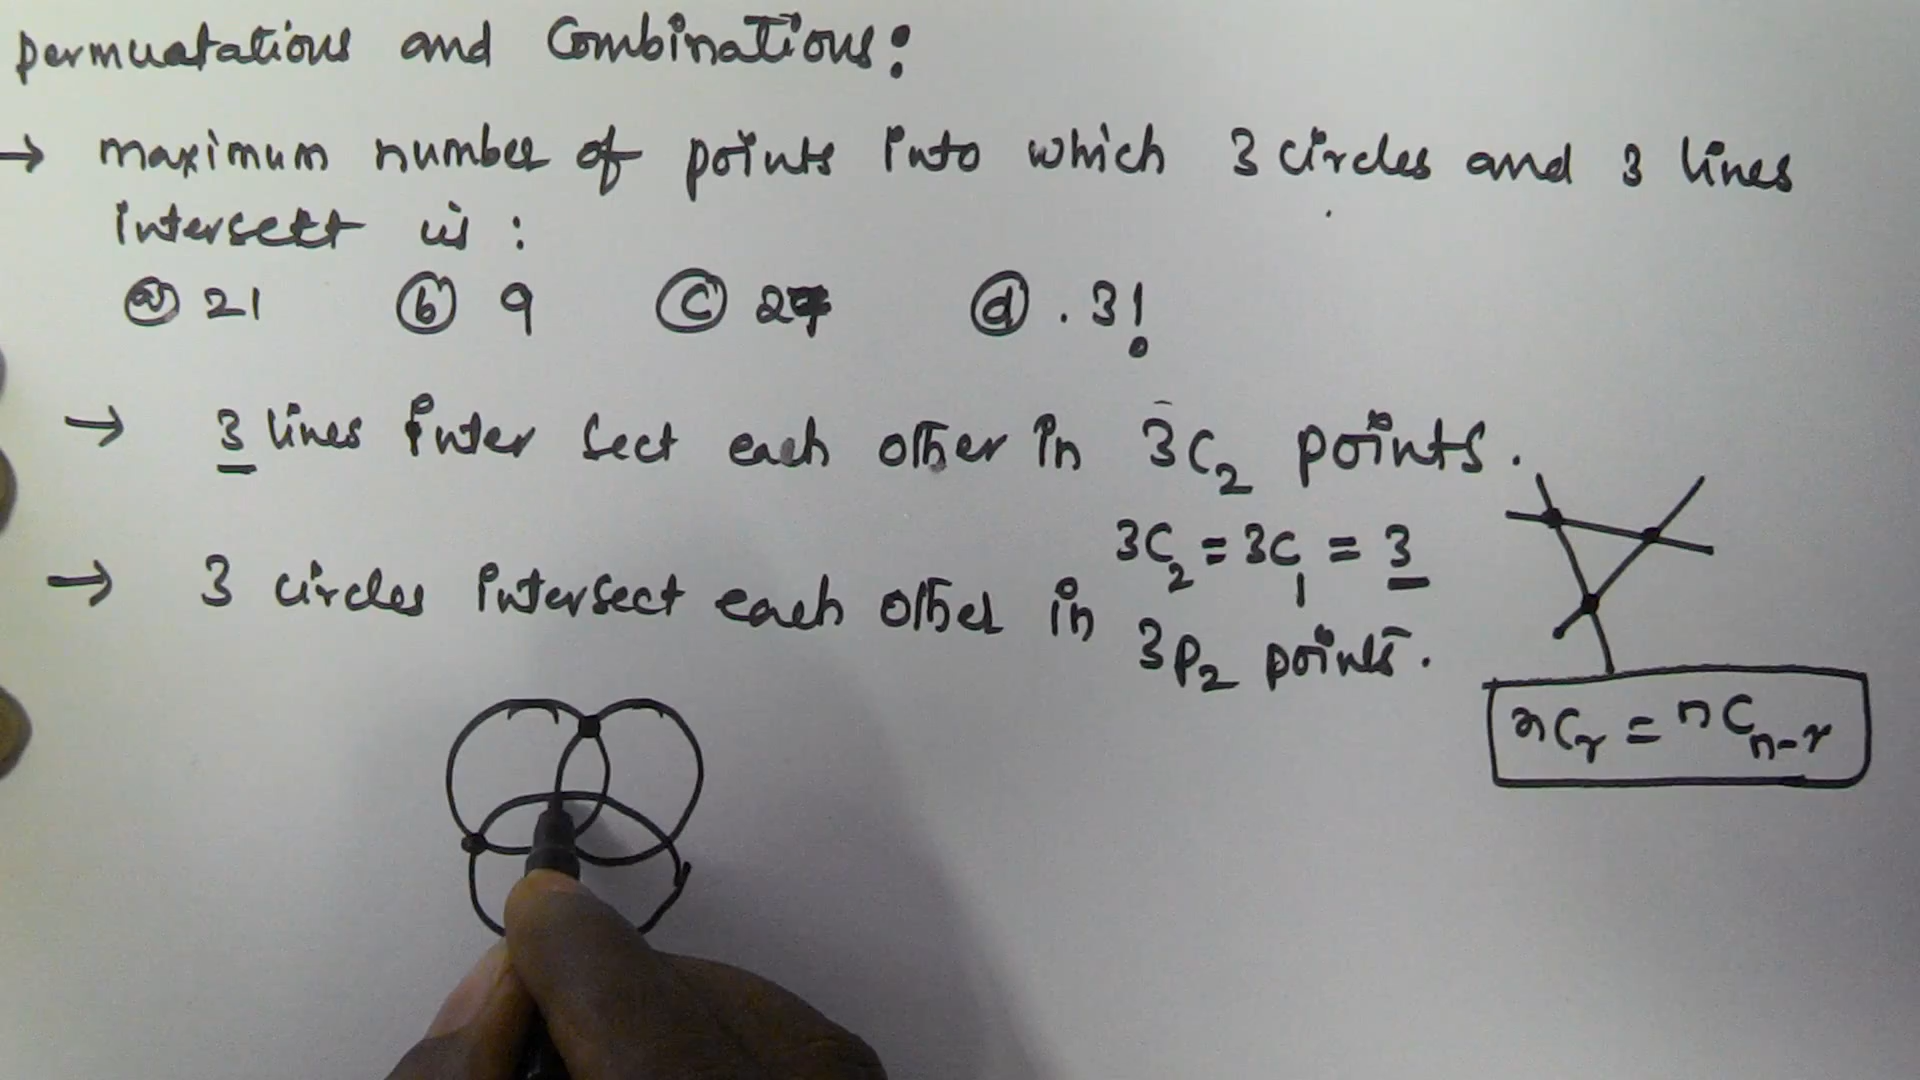 permuatations and Combinations:
→ maximum number of points into which 3 circles and 3 lines
intersect is :
ⓐ 21 ⓑ 9 ⓒ 27 ⓓ . 3!
→ 3 lines inter sect each other in 3C₂ points.
3C₂ = 3C₁ = 3
→ 3 circles intersect each other in 3P₂ points.
nCr = nCn-r